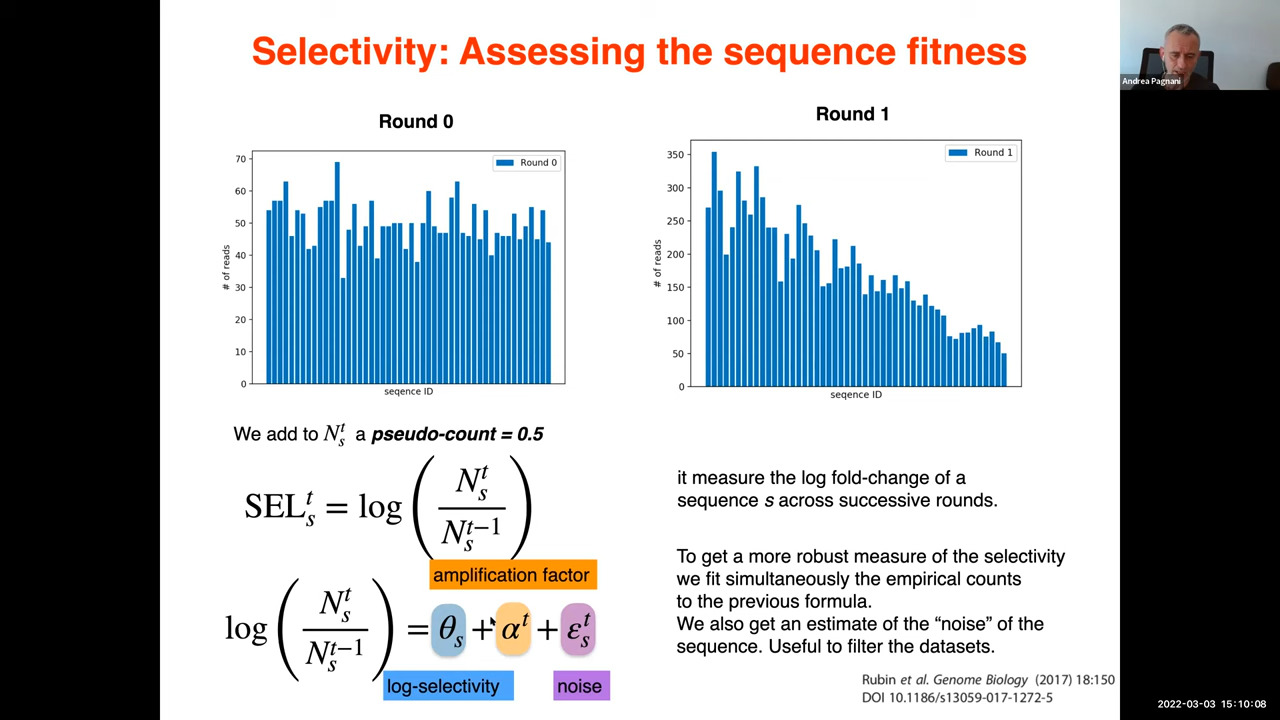 Selectivity: Assessing the sequence fitness
Andrea Pagnani
Round 0
Round 1
70
60
50
40
30
20
10
0
# of reads
Round 0
seqence ID
350
300
250
200
150
100
50
0
# of reads
Round 1
seqence ID
We add to N_s^t a pseudo-count = 0.5
SEL_s^t = log ( N_s^t / N_s^{t−1} )
it measure the log fold-change of a
sequence s across successive rounds.
amplification factor
log ( N_s^t / N_s^{t−1} ) = θ_s + α^t + ε_s^t
log-selectivity
noise
To get a more robust measure of the selectivity
we fit simultaneously the empirical counts
to the previous formula.
We also get an estimate of the “noise” of the
sequence. Useful to filter the datasets.
Rubin et al. Genome Biology (2017) 18:150
DOI 10.1186/s13059-017-1272-5
2022-03-03 15:10:08